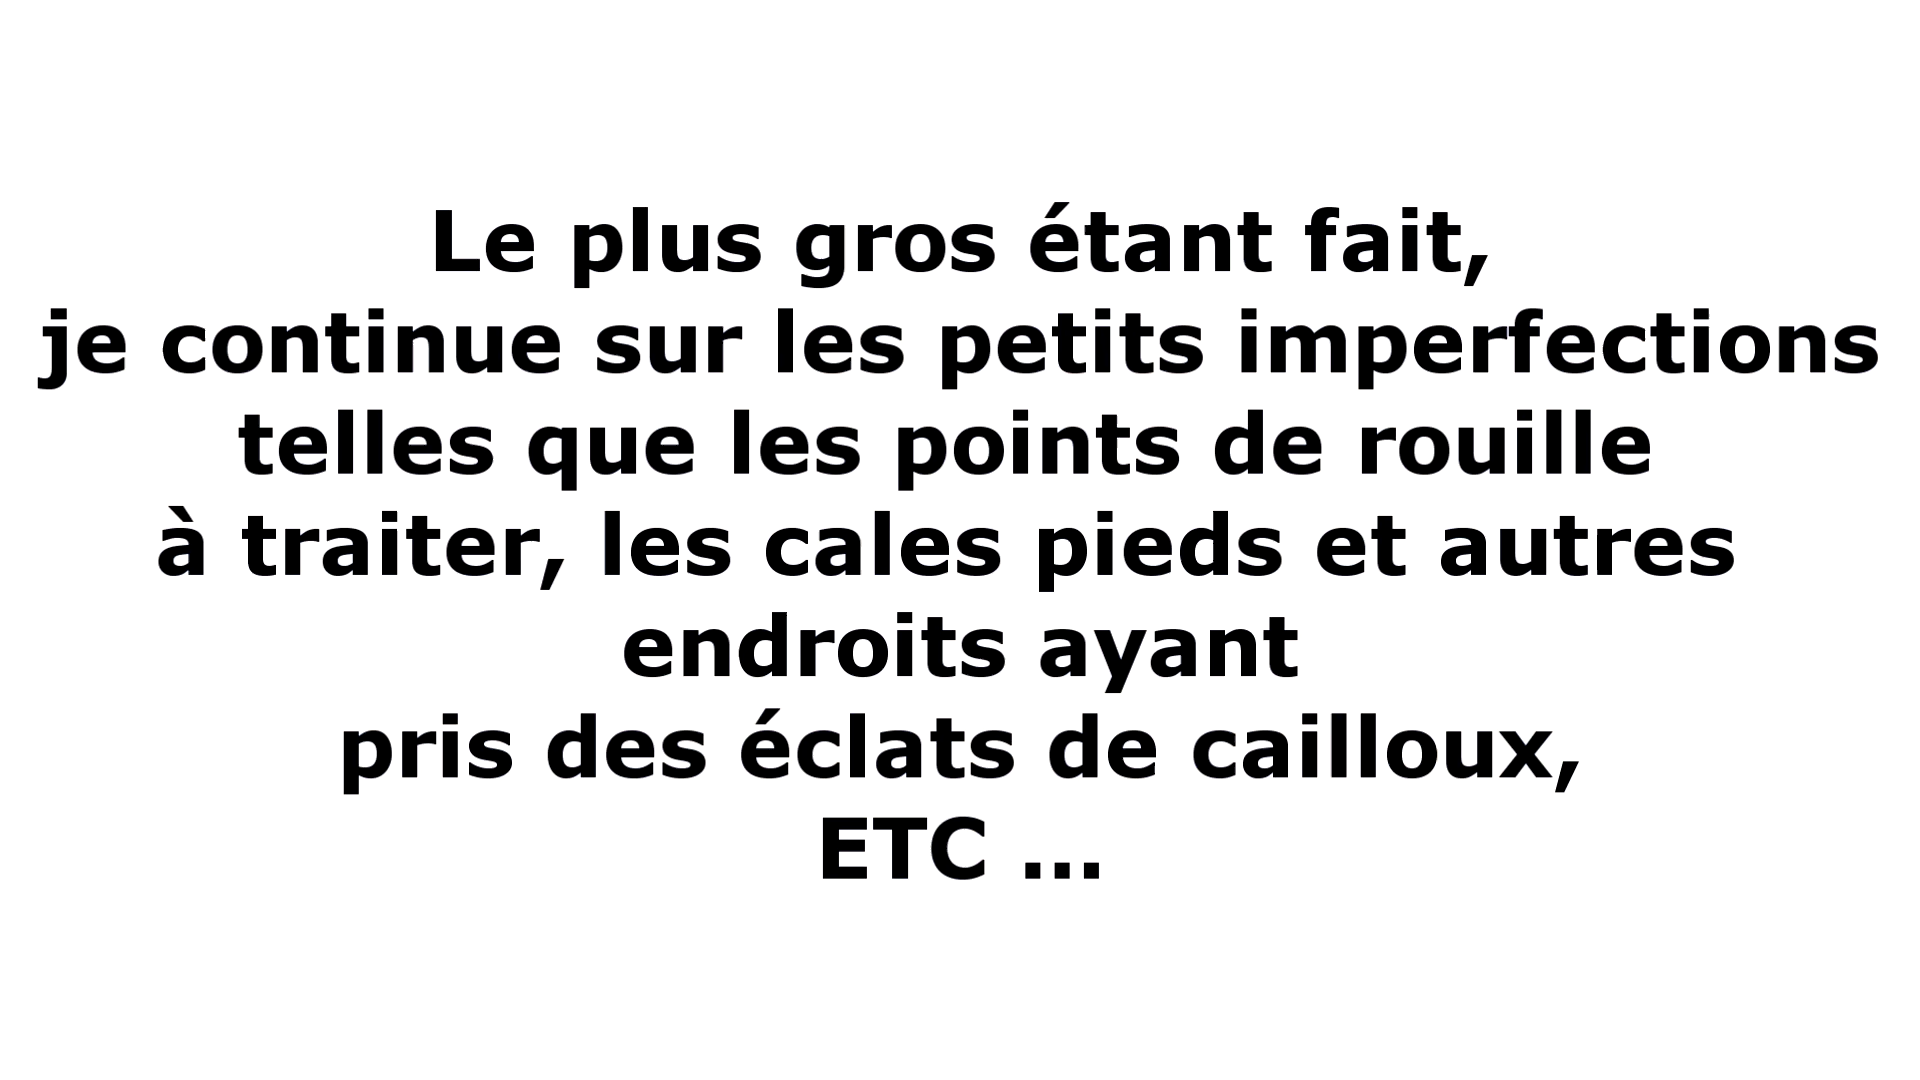 Le plus gros étant fait,
je continue sur les petits imperfections
telles que les points de rouille
à traiter, les cales pieds et autres
endroits ayant
pris des éclats de cailloux,
ETC ...